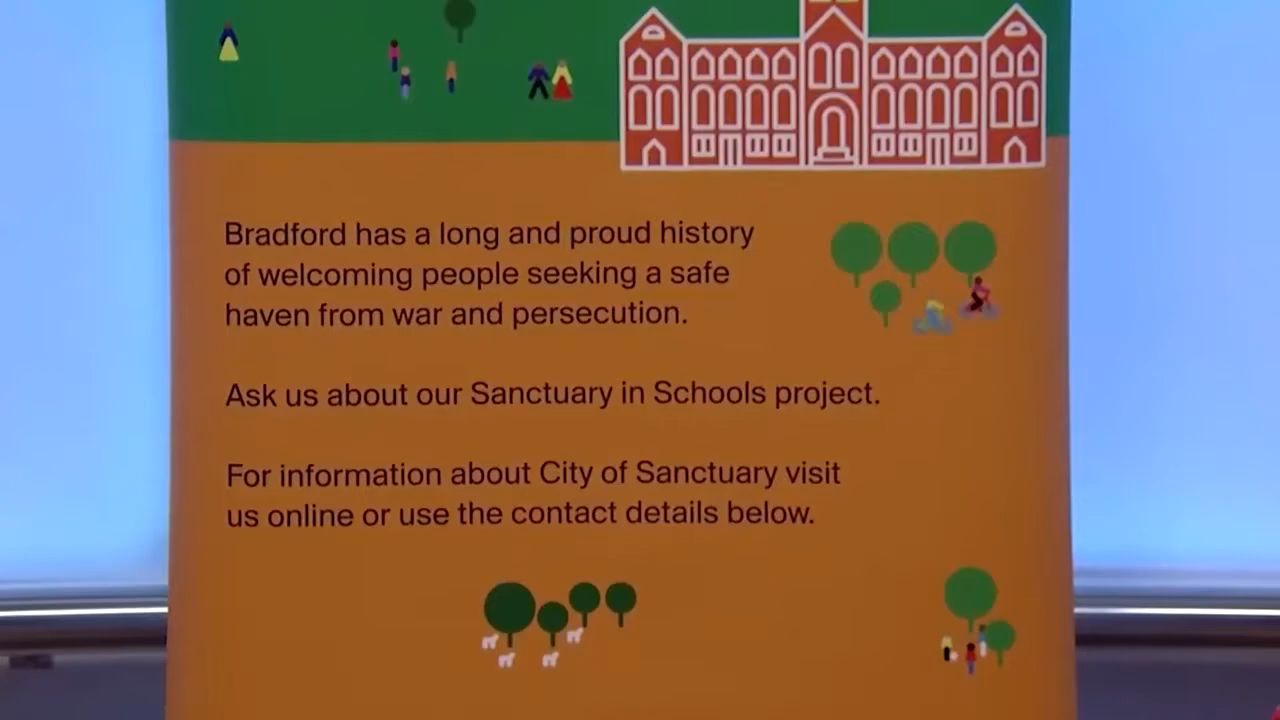 Bradford has a long and proud history
of welcoming people seeking a safe
haven from war and persecution.
Ask us about our Sanctuary in Schools project.
For information about City of Sanctuary visit
us online or use the contact details below.